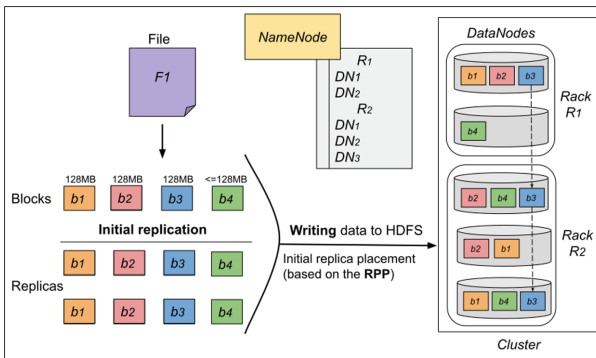 File
F1
NameNode
R1
DN1
DN2
R2
DN1
DN2
DN3
128MB 128MB 128MB <=128MB
Blocks b1 b2 b3 b4
Initial replication
b1 b2 b3 b4
Replicas
b1 b2 b3 b4
Writing data to HDFS
Initial replica placement
(based on the RPP)
DataNodes
b1 b2 b3
Rack
R1
b4
b2 b4 b3
Rack
R2
b2 b1
b1 b4 b3
Cluster